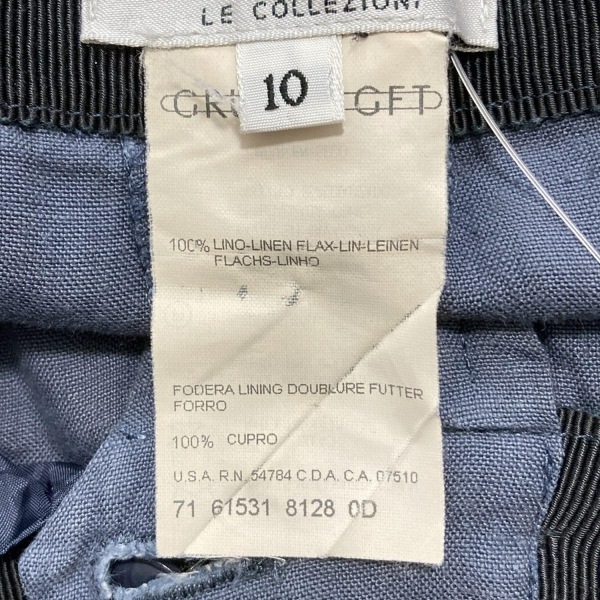 LE COLLEZIONI
10
GFT
100% LINO-LINEN FLAX-LIN-LEINEN
FLACHS-LINHO
FODERA LINING DOUBLURE FUTTER
FORRO
100% CUPRO
U.S.A. R.N. 54784 C.D.A. C.A. 07510
71 61531 8128 0D